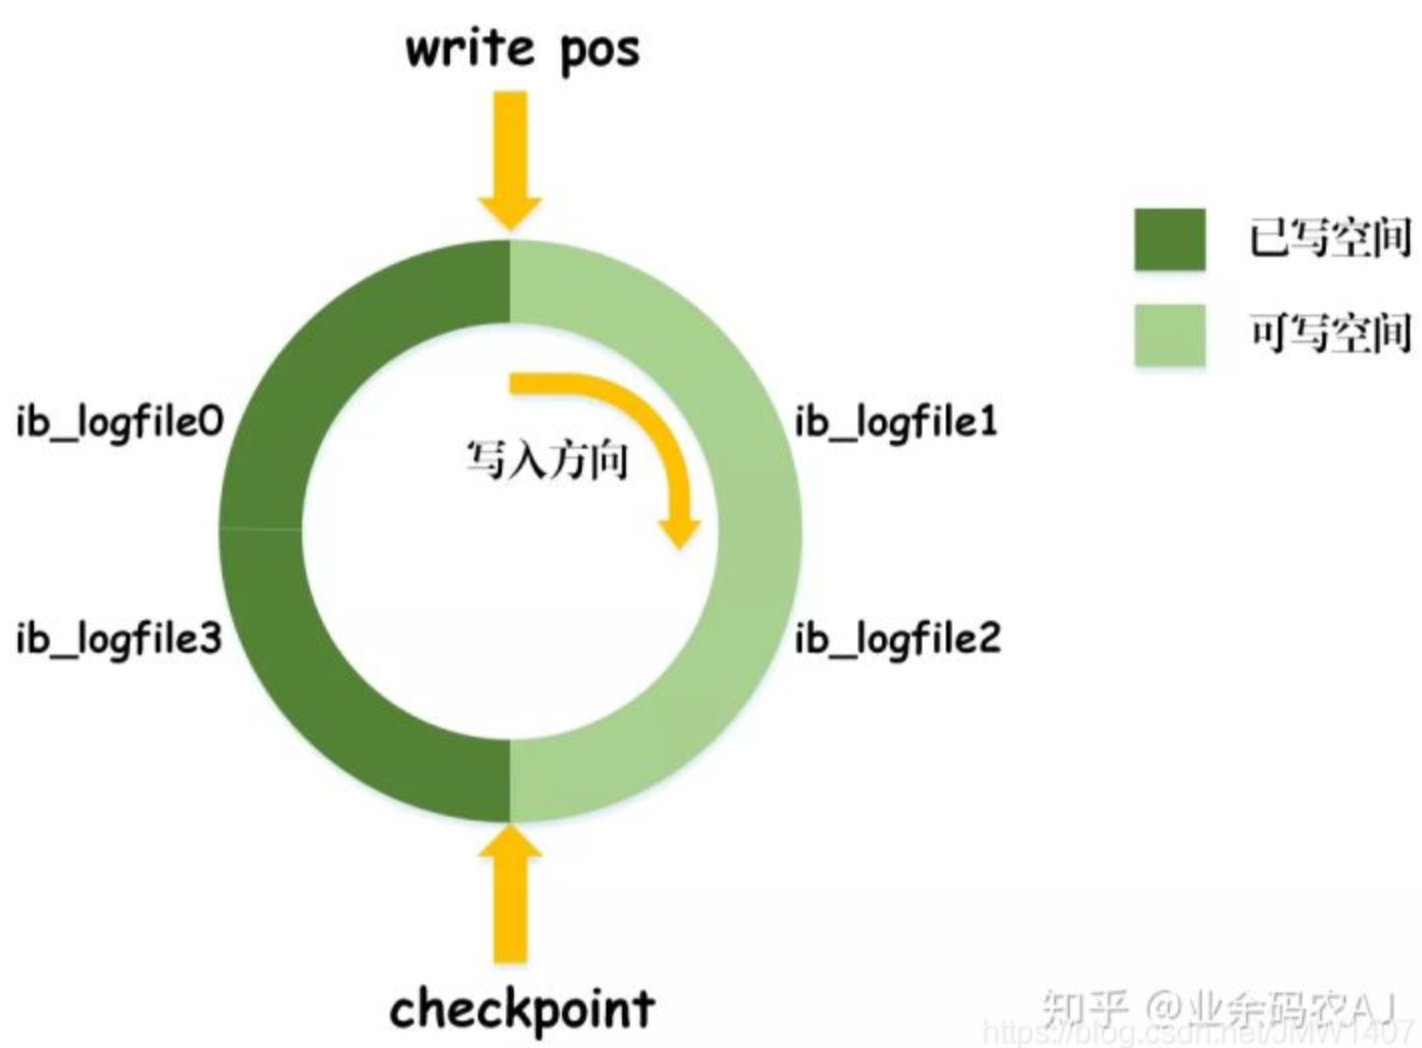 write pos
已写空间
可写空间
ib_logfile0
ib_logfile1
写入方向
ib_logfile3
ib_logfile2
checkpoint
知乎 @业余码农AJ
https://blog.csdn.net/JMW1407